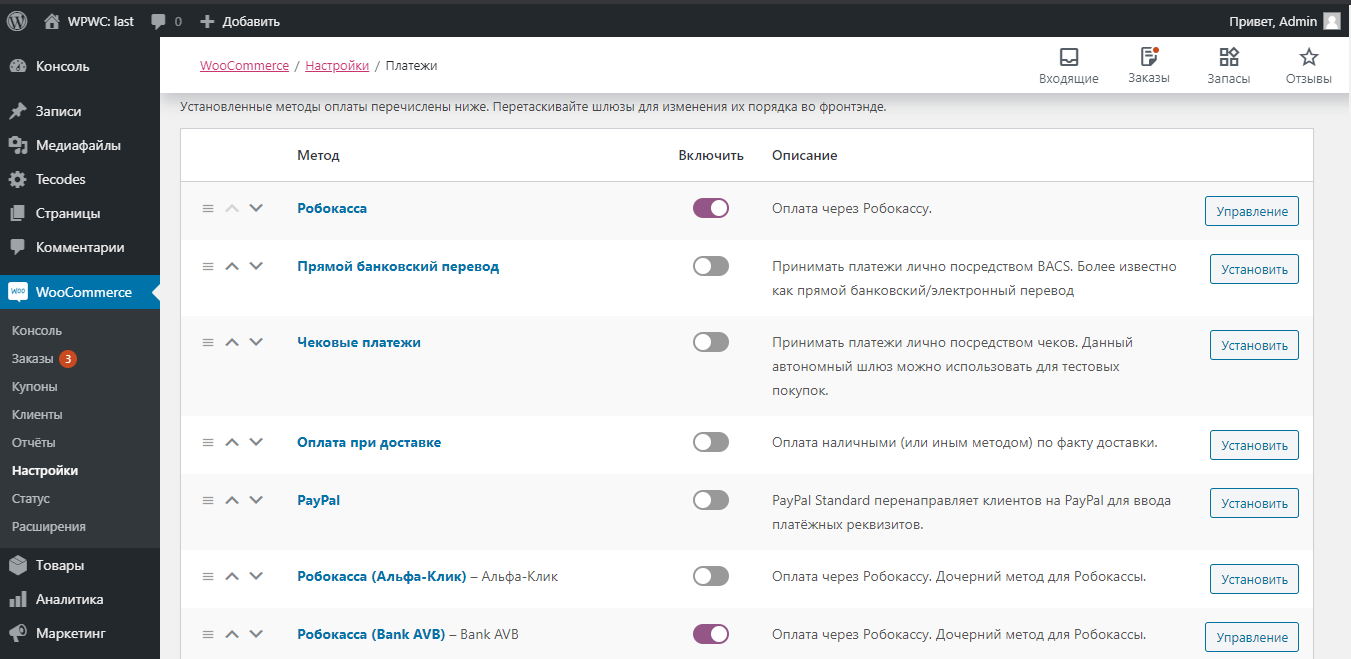 WPWC: last 0 Добавить Привет, Admin
Консоль
Записи
Медиафайлы
Tecodes
Страницы
Комментарии
WooCommerce
Консоль
Заказы 3
Купоны
Клиенты
Отчёты
Настройки
Статус
Расширения
Товары
Аналитика
Маркетинг
WooCommerce / Настройки / Платежи
Входящие Заказы Запасы Отзывы
Установленные методы оплаты перечислены ниже. Перетаскивайте шлюзы для изменения их порядка во фронтэнде.
Метод Включить Описание
Робокасса Оплата через Робокассу. Управление
Прямой банковский перевод Принимать платежи лично посредством BACS. Более известно Установить
как прямой банковский/электронный перевод
Чековые платежи Принимать платежи лично посредством чеков. Данный Установить
автономный шлюз можно использовать для тестовых
покупок.
Оплата при доставке Оплата наличными (или иным методом) по факту доставки. Установить
PayPal PayPal Standard перенаправляет клиентов на PayPal для ввода Установить
платёжных реквизитов.
Робокасса (Альфа-Клик) – Альфа-Клик Оплата через Робокассу. Дочерний метод для Робокассы. Установить
Робокасса (Bank AVB) – Bank AVB Оплата через Робокассу. Дочерний метод для Робокассы. Управление